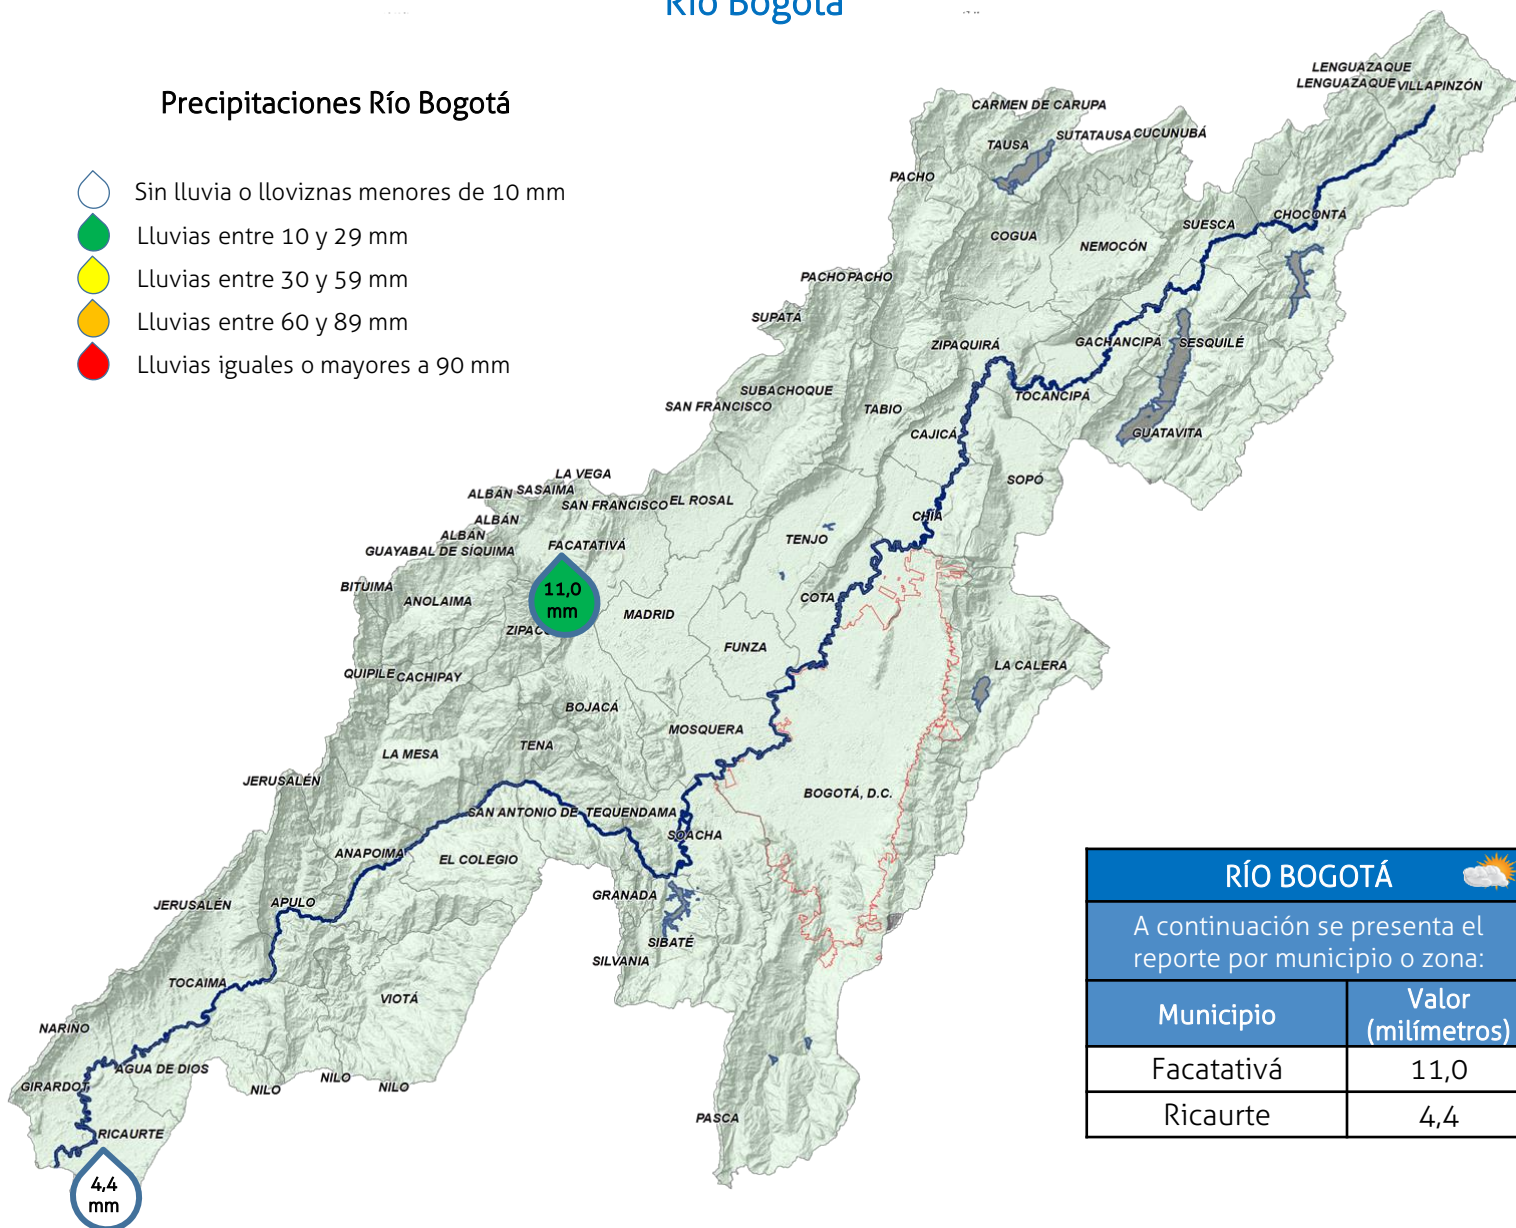 Río Bogotá
Precipitaciones Río Bogotá
Sin lluvia o lloviznas menores de 10 mm
Lluvias entre 10 y 29 mm
Lluvias entre 30 y 59 mm
Lluvias entre 60 y 89 mm
Lluvias iguales o mayores a 90 mm
LENGUAZAQUE
LENGUAZAQUE VILLAPINZÓN
CARMEN DE CARUPA
TAUSA
SUTATAUSA CUCUNUBÁ
PACHO
CHOCONTÁ
SUESCA
COGUA
NEMOCÓN
PACHO PACHO
SUPATÁ
ZIPAQUIRÁ
GACHANCIPÁ
SESQUILÉ
SUBACHOQUE
SAN FRANCISCO
TABIO
TOCANCIPÁ
CAJICÁ
GUATAVITA
LA VEGA
SOPÓ
ALBÁN
SASAIMA
SAN FRANCISCO
EL ROSAL
ALBÁN
CHÍA
ALBÁN
GUAYABAL DE SÍQUIMA
FACATATIVÁ
TENJO
BITUIMA
ANOLAIMA
11,0
mm
MADRID
COTA
FUNZA
LA CALERA
QUIPILE
CACHIPAY
BOJACÁ
MOSQUERA
TENA
LA MESA
JERUSALÉN
BOGOTÁ, D.C.
SAN ANTONIO DE TEQUENDAMA
SOACHA
ANAPOIMA
EL COLEGIO
GRANADA
JERUSALÉN
APULO
SIBATÉ
SILVANIA
TOCAIMA
VIOTÁ
NARIÑO
AGUA DE DIOS
GIRARDOT
NILO
NILO
NILO
PASCA
RICAURTE
4,4
mm
RÍO BOGOTÁ
A continuación se presenta el
reporte por municipio o zona:
Municipio
Valor
(milímetros)
Facatativá
11,0
Ricaurte
4,4